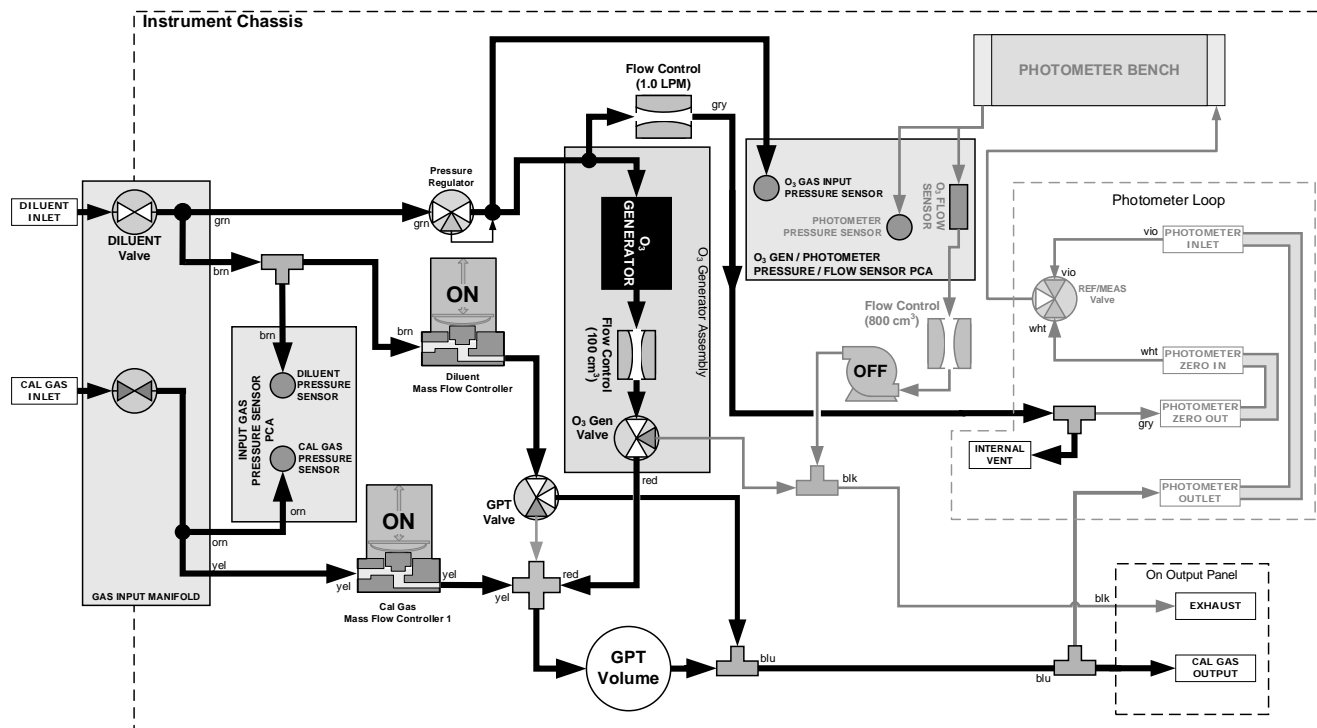 Instrument Chassis
Flow Control
(1.0 LPM)
gry
PHOTOMETER BENCH
Pressure
Regulator
O₃ GAS INPUT
PRESSURE SENSOR
O₃ FLOW
SENSOR
PHOTOMETER
PRESSURE SENSOR
O₃ GEN / PHOTOMETER
PRESSURE / FLOW SENSOR PCA
Photometer Loop
DILUENT
INLET
DILUENT
Valve
grn
grn
O₃
GENERATOR
O₃ Generator Assembly
vio
PHOTOMETER
INLET
vio
REF/MEAS
Valve
wht
wht
PHOTOMETER
ZERO IN
brn
ON
brn
Diluent
Mass Flow Controller
brn
DILUENT
PRESSURE
SENSOR
INPUT GAS
PRESSURE SENSOR
PCA
CAL GAS
PRESSURE
SENSOR
Flow Control
(100 cm³)
Flow Control
(800 cm³)
OFF
CAL GAS
INLET
O₃ Gen
Valve
PHOTOMETER
ZERO OUT
gry
INTERNAL
VENT
red
blk
PHOTOMETER
OUTLET
GPT
Valve
ON
orn
yel
yel
yel
yel
red
Cal Gas
Mass Flow Controller 1
GAS INPUT MANIFOLD
On Output Panel
blk
EXHAUST
GPT
Volume
blu
blu
CAL GAS
OUTPUT